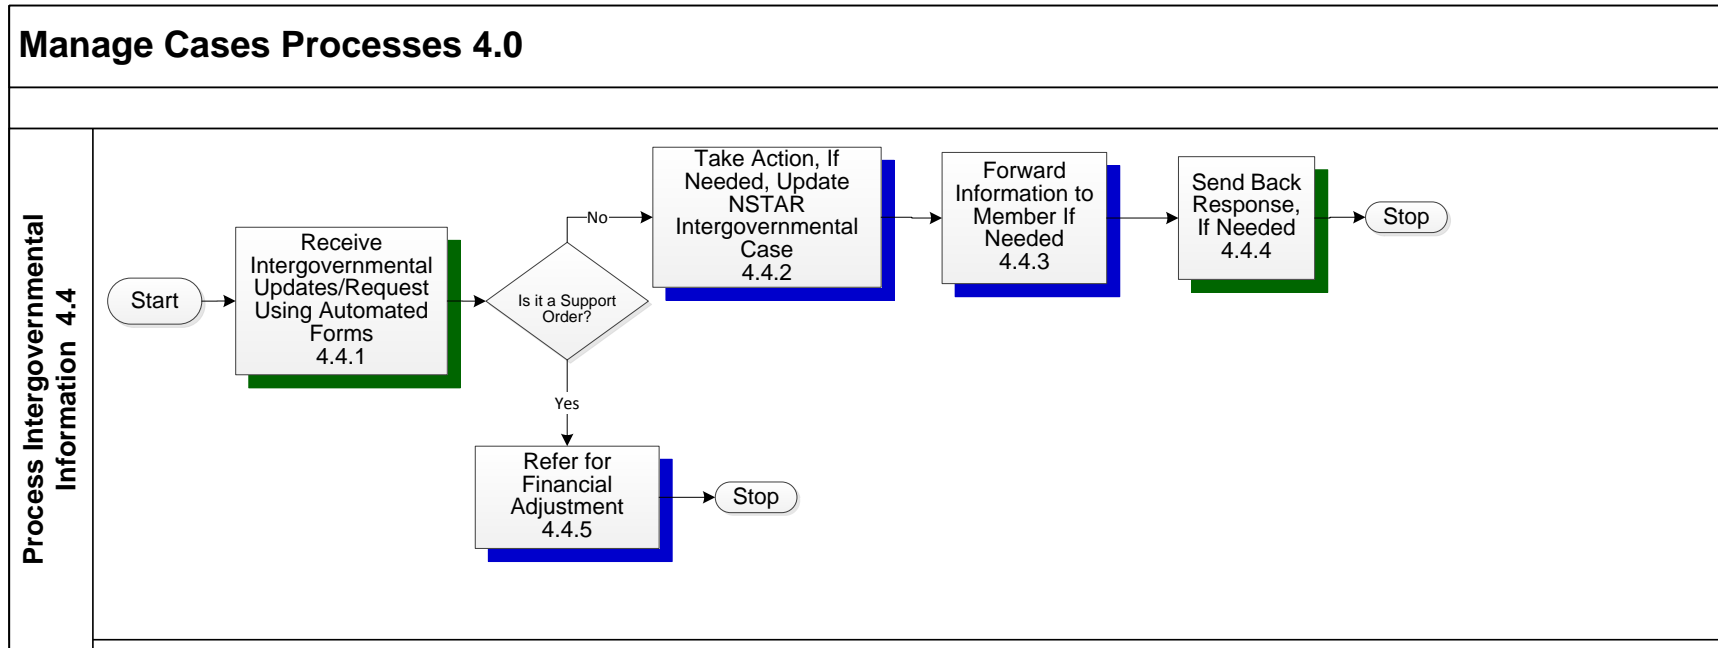 Manage Cases Processes 4.0
Process Intergovernmental
Information  4.4
Start
Receive
Intergovernmental
Updates/Request
Using Automated
Forms
4.4.1
Is it a Support
Order?
No
Take Action, If
Needed, Update
NSTAR
Intergovernmental
Case
4.4.2
Forward
Information to
Member If
Needed
4.4.3
Send Back
Response,
If Needed
4.4.4
Stop
Yes
Refer for
Financial
Adjustment
4.4.5
Stop